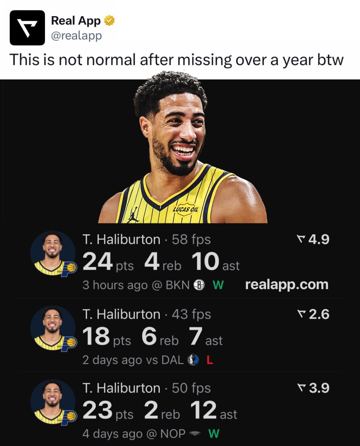 Real App
@realapp
This is not normal after missing over a year btw
LUCAS OIL
T. Haliburton · 58 fps 4.9
24 pts 4 reb 10 ast
3 hours ago @ BKN W realapp.com
T. Haliburton · 43 fps 2.6
18 pts 6 reb 7 ast
2 days ago vs DAL L
T. Haliburton · 50 fps 3.9
23 pts 2 reb 12 ast
4 days ago @ NOP W